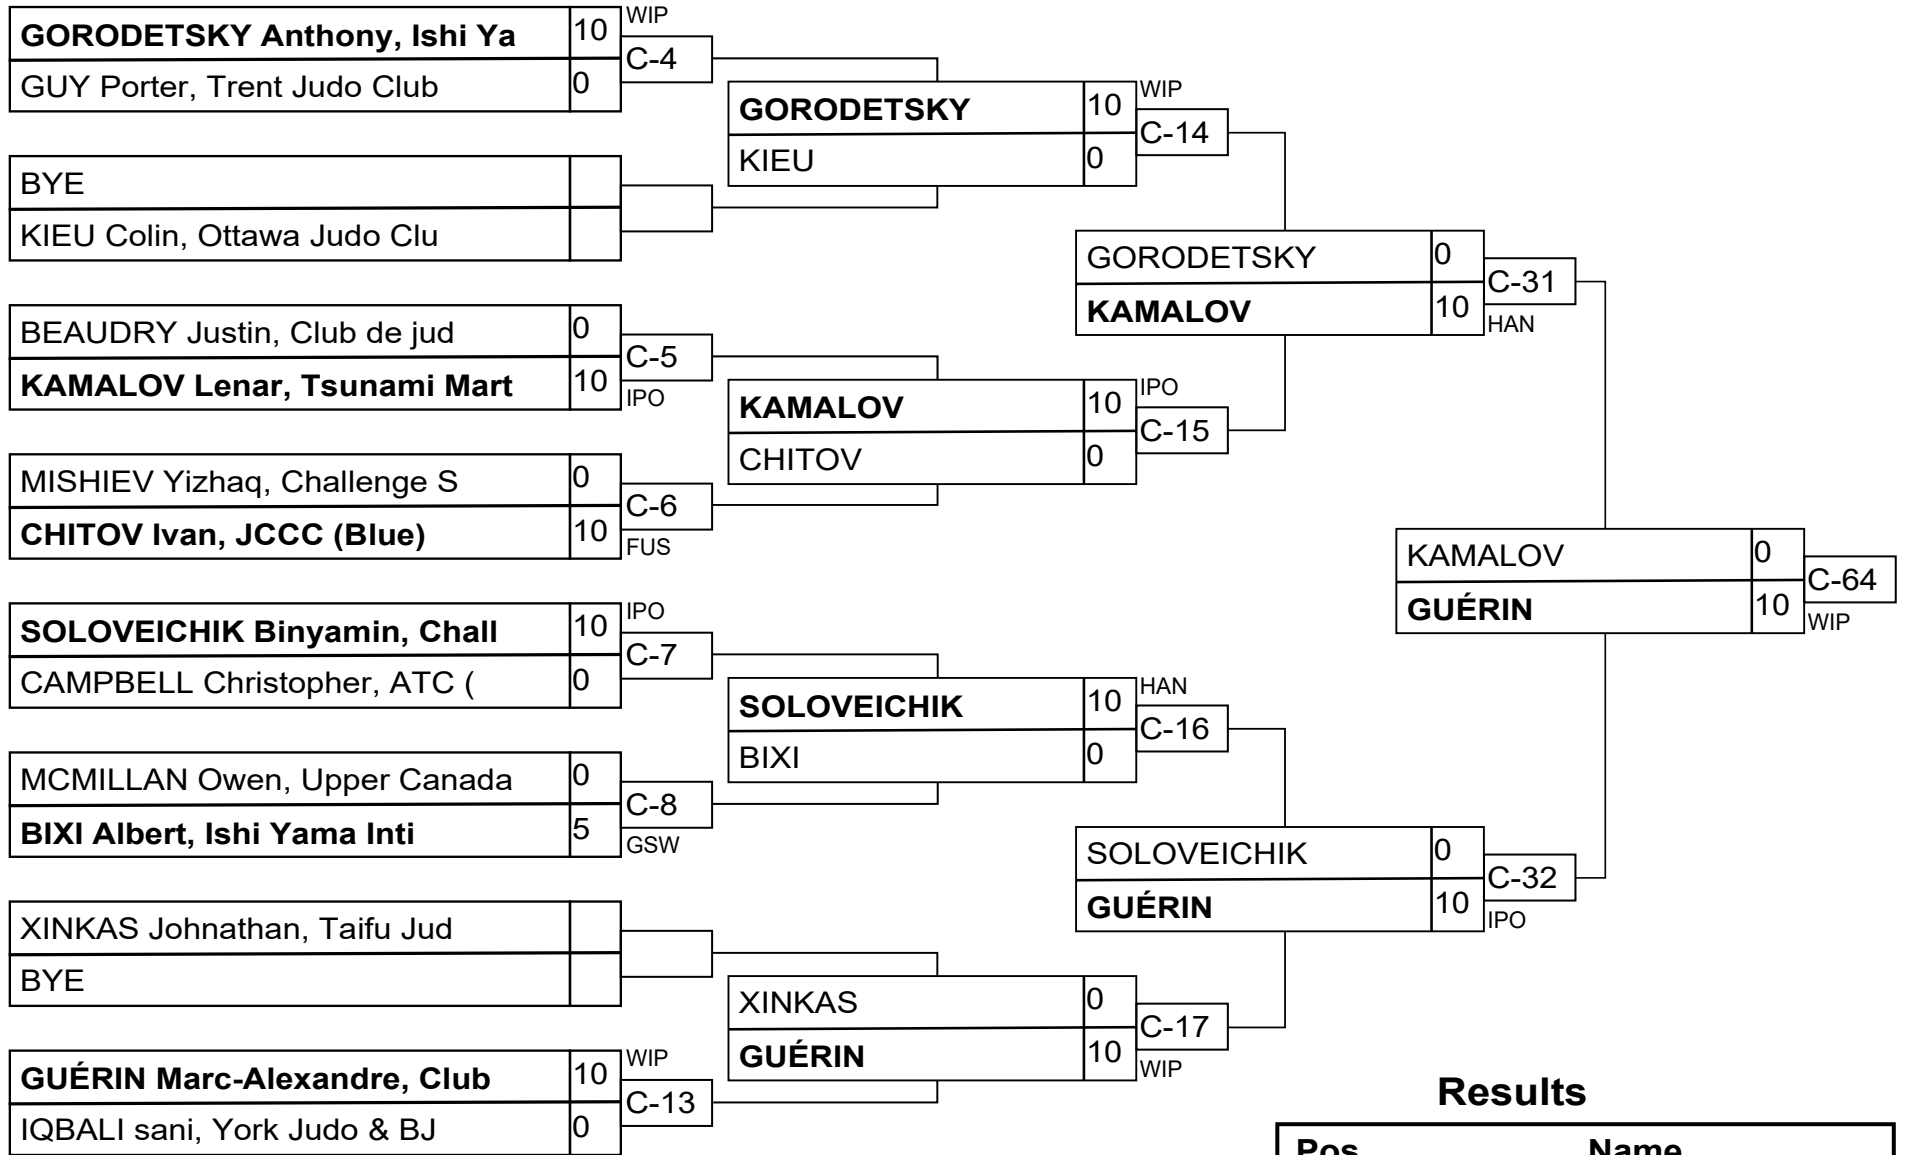 GORODETSKY Anthony, Ishi Ya 10 WIP
GUY Porter, Trent Judo Club 0
C-4
BYE
KIEU Colin, Ottawa Judo Clu
BEAUDRY Justin, Club de jud 0
KAMALOV Lenar, Tsunami Mart 10 IPO
C-5
MISHIEV Yizhaq, Challenge S 0
CHITOV Ivan, JCCC (Blue) 10 FUS
C-6
SOLOVEICHIK Binyamin, Chall 10 IPO
CAMPBELL Christopher, ATC ( 0
C-7
MCMILLAN Owen, Upper Canada 0
BIXI Albert, Ishi Yama Inti 5 GSW
C-8
XINKAS Johnathan, Taifu Jud
BYE
GUÉRIN Marc-Alexandre, Club 10 WIP
IQBALI sani, York Judo & BJ 0
C-13
GORODETSKY 10 WIP
KIEU 0
C-14
KAMALOV 10 IPO
CHITOV 0
C-15
SOLOVEICHIK 10 HAN
BIXI 0
C-16
XINKAS 0
GUÉRIN 10 WIP
C-17
GORODETSKY 0
KAMALOV 10 HAN
C-31
SOLOVEICHIK 0
GUÉRIN 10 IPO
C-32
KAMALOV 0
GUÉRIN 10 WIP
C-64
Results
Pos Name